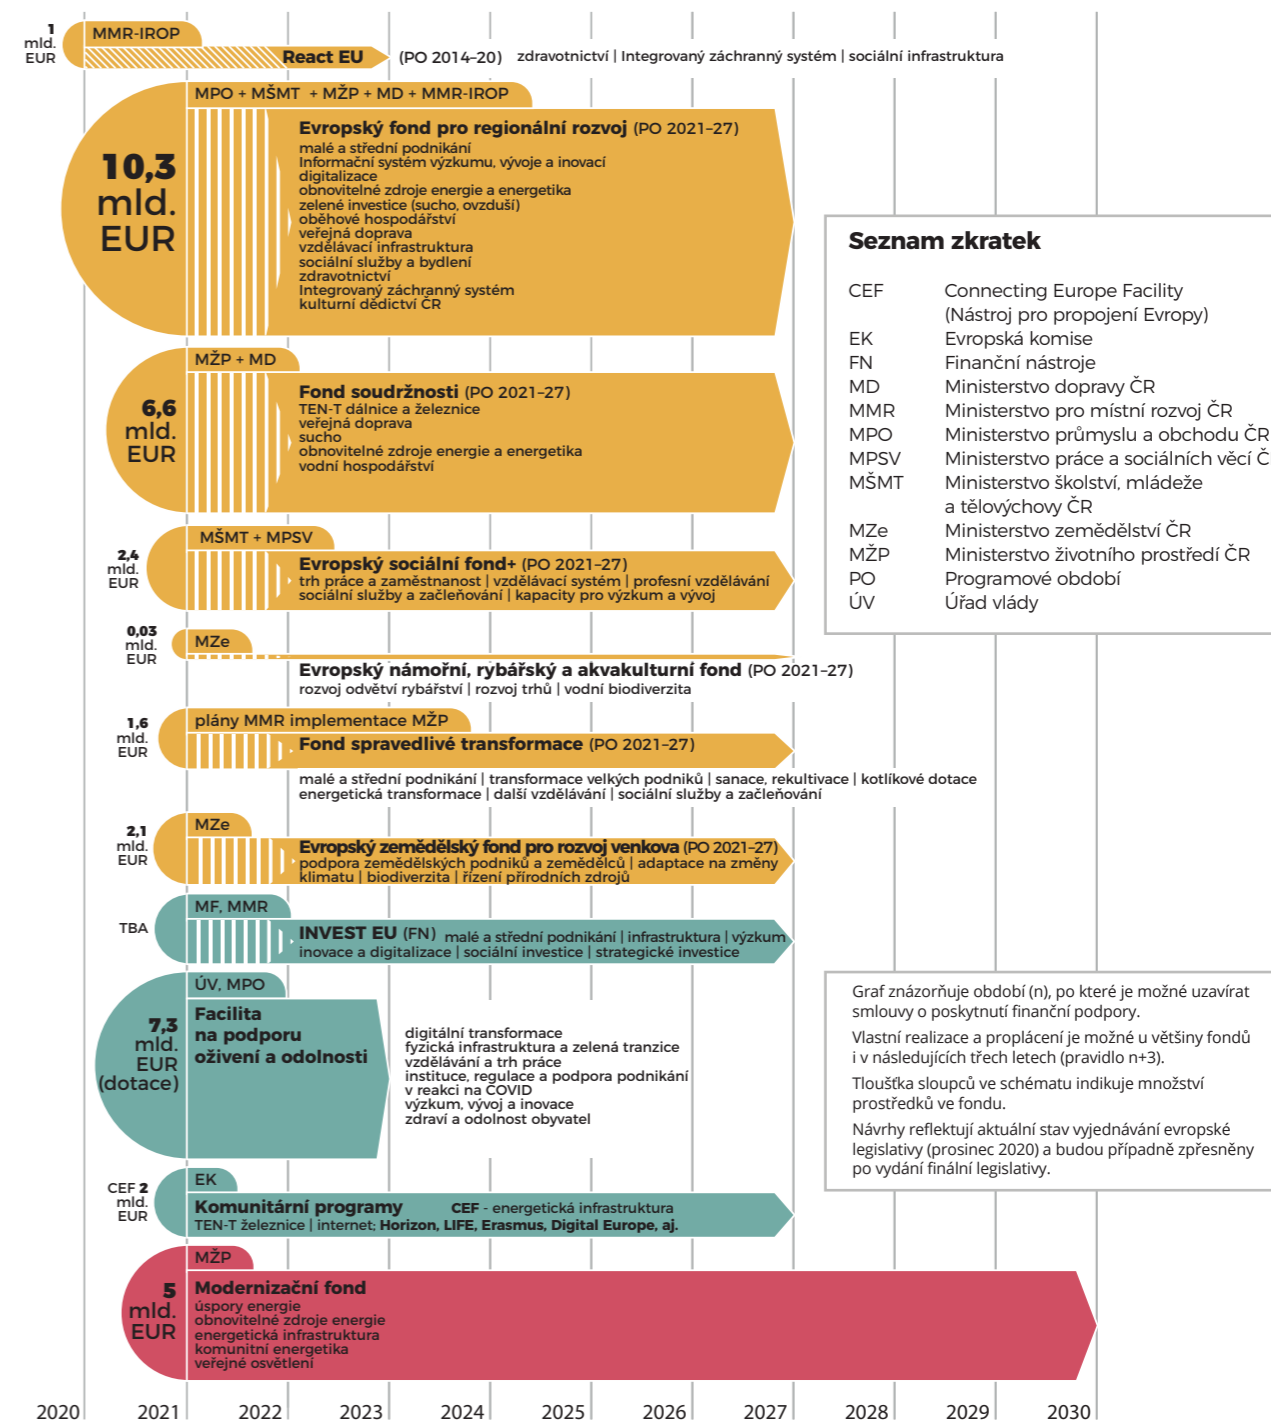 1
mld.
EUR
MMR-IROP
React EU (PO 2014–20) zdravotnictví | Integrovaný záchranný systém | sociální infrastruktura
10,3
mld.
EUR
MPO + MŠMT + MŽP + MD + MMR-IROP
Evropský fond pro regionální rozvoj (PO 2021–27)
malé a střední podnikání
Informační systém výzkumu, vývoje a inovací
digitalizace
obnovitelné zdroje energie a energetika
zelené investice (sucho, ovzduší)
oběhové hospodářství
veřejná doprava
vzdělávací infrastruktura
sociální služby a bydlení
zdravotnictví
Integrovaný záchranný systém
kulturní dědictví ČR
6,6
mld.
EUR
MŽP + MD
Fond soudržnosti (PO 2021–27)
TEN-T dálnice a železnice
veřejná doprava
sucho
obnovitelné zdroje energie a energetika
vodní hospodářství
2,4
mld.
EUR
MŠMT + MPSV
Evropský sociální fond+ (PO 2021–27)
trh práce a zaměstnanost | vzdělávací systém | profesní vzdělávání
sociální služby a začleňování | kapacity pro výzkum a vývoj
0,03
mld.
EUR
MZe
Evropský námořní, rybářský a akvakulturní fond (PO 2021–27)
rozvoj odvětví rybářství | rozvoj trhů | vodní biodiverzita
1,6
mld.
EUR
plány MMR implementace MŽP
Fond spravedlivé transformace (PO 2021–27)
malé a střední podnikání | transformace velkých podniků | sanace, rekultivace | kotlíkové dotace
energetická transformace | další vzdělávání | sociální služby a začleňování
2,1
mld.
EUR
MZe
Evropský zemědělský fond pro rozvoj venkova (PO 2021–27)
podpora zemědělských podniků a zemědělců | adaptace na změny
klimatu | biodiverzita | řízení přírodních zdrojů
TBA
MF, MMR
INVEST EU (FN) malé a střední podnikání | infrastruktura | výzkum
inovace a digitalizace | sociální investice | strategické investice
7,3
mld.
EUR
(dotace)
ÚV, MPO
Facilita
na podporu
oživení a odolnosti
digitální transformace
fyzická infrastruktura a zelená tranzice
vzdělávání a trh práce
instituce, regulace a podpora podnikání
v reakci na COVID
výzkum, vývoj a inovace
zdraví a odolnost obyvatel
CEF 2
mld.
EUR
EK
Komunitární programy CEF - energetická infrastruktura
TEN-T železnice | internet; Horizon, LIFE, Erasmus, Digital Europe, aj.
5
mld.
EUR
MŽP
Modernizační fond
úspory energie
obnovitelné zdroje energie
energetická infrastruktura
komunitní energetika
veřejné osvětlení
Seznam zkratek
CEF Connecting Europe Facility
(Nástroj pro propojení Evropy)
EK Evropská komise
FN Finanční nástroje
MD Ministerstvo dopravy ČR
MMR Ministerstvo pro místní rozvoj ČR
MPO Ministerstvo průmyslu a obchodu ČR
MPSV Ministerstvo práce a sociálních věcí Č
MŠMT Ministerstvo školství, mládeže
a tělovýchovy ČR
MZe Ministerstvo zemědělství ČR
MŽP Ministerstvo životního prostředí ČR
PO Programové období
ÚV Úřad vlády
Graf znázorňuje období (n), po které je možné uzavírat
smlouvy o poskytnutí finanční podpory.
Vlastní realizace a proplácení je možné u většiny fondů
i v následujících třech letech (pravidlo n+3).
Tloušťka sloupců ve schématu indikuje množství
prostředků ve fondu.
Návrhy reflektují aktuální stav vyjednávání evropské
legislativy (prosinec 2020) a budou případně zpřesněny
po vydání finální legislativy.
2020 2021 2022 2023 2024 2025 2026 2027 2028 2029 2030